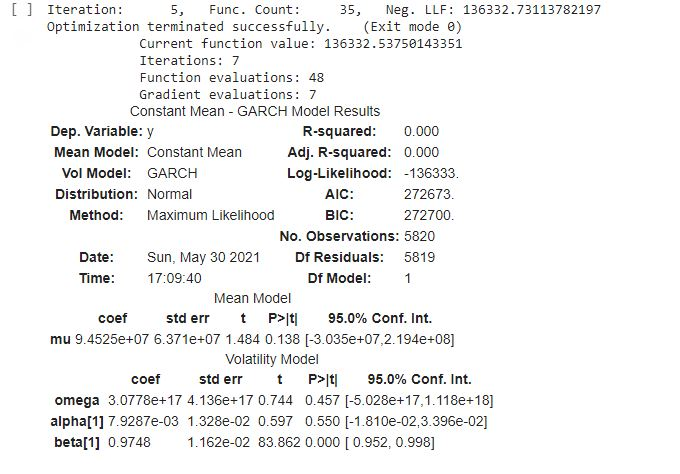 [ ] Iteration:      5,   Func. Count:     35,   Neg. LLF: 136332.73113782197
Optimization terminated successfully.    (Exit mode 0)
Current function value: 136332.53750143351
Iterations: 7
Function evaluations: 48
Gradient evaluations: 7
Constant Mean - GARCH Model Results
Dep. Variable: y R-squared: 0.000
Mean Model: Constant Mean Adj. R-squared: 0.000
Vol Model: GARCH Log-Likelihood: -136333.
Distribution: Normal AIC: 272673.
Method: Maximum Likelihood BIC: 272700.
No. Observations: 5820
Date: Sun, May 30 2021 Df Residuals: 5819
Time: 17:09:40 Df Model: 1
Mean Model
coef std err t P>|t| 95.0% Conf. Int.
mu 9.4525e+07 6.371e+07 1.484 0.138 [-3.035e+07,2.194e+08]
Volatility Model
coef std err t P>|t| 95.0% Conf. Int.
omega 3.0778e+17 4.136e+17 0.744 0.457 [-5.028e+17,1.118e+18]
alpha[1] 7.9287e-03 1.328e-02 0.597 0.550 [-1.810e-02,3.396e-02]
beta[1] 0.9748 1.162e-02 83.862 0.000 [ 0.952, 0.998]